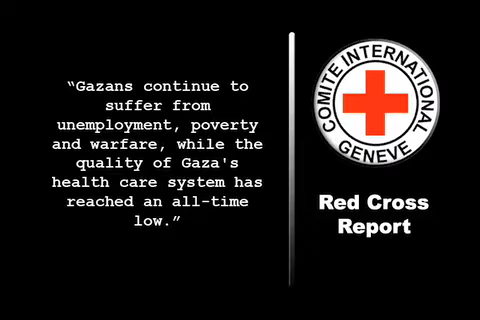 “Gazans continue to
suffer from
unemployment, poverty
and warfare, while the
quality of Gaza's
health care system has
reached an all-time
low.”
COMITE INTERNATIONAL
GENEVE
Red Cross
Report